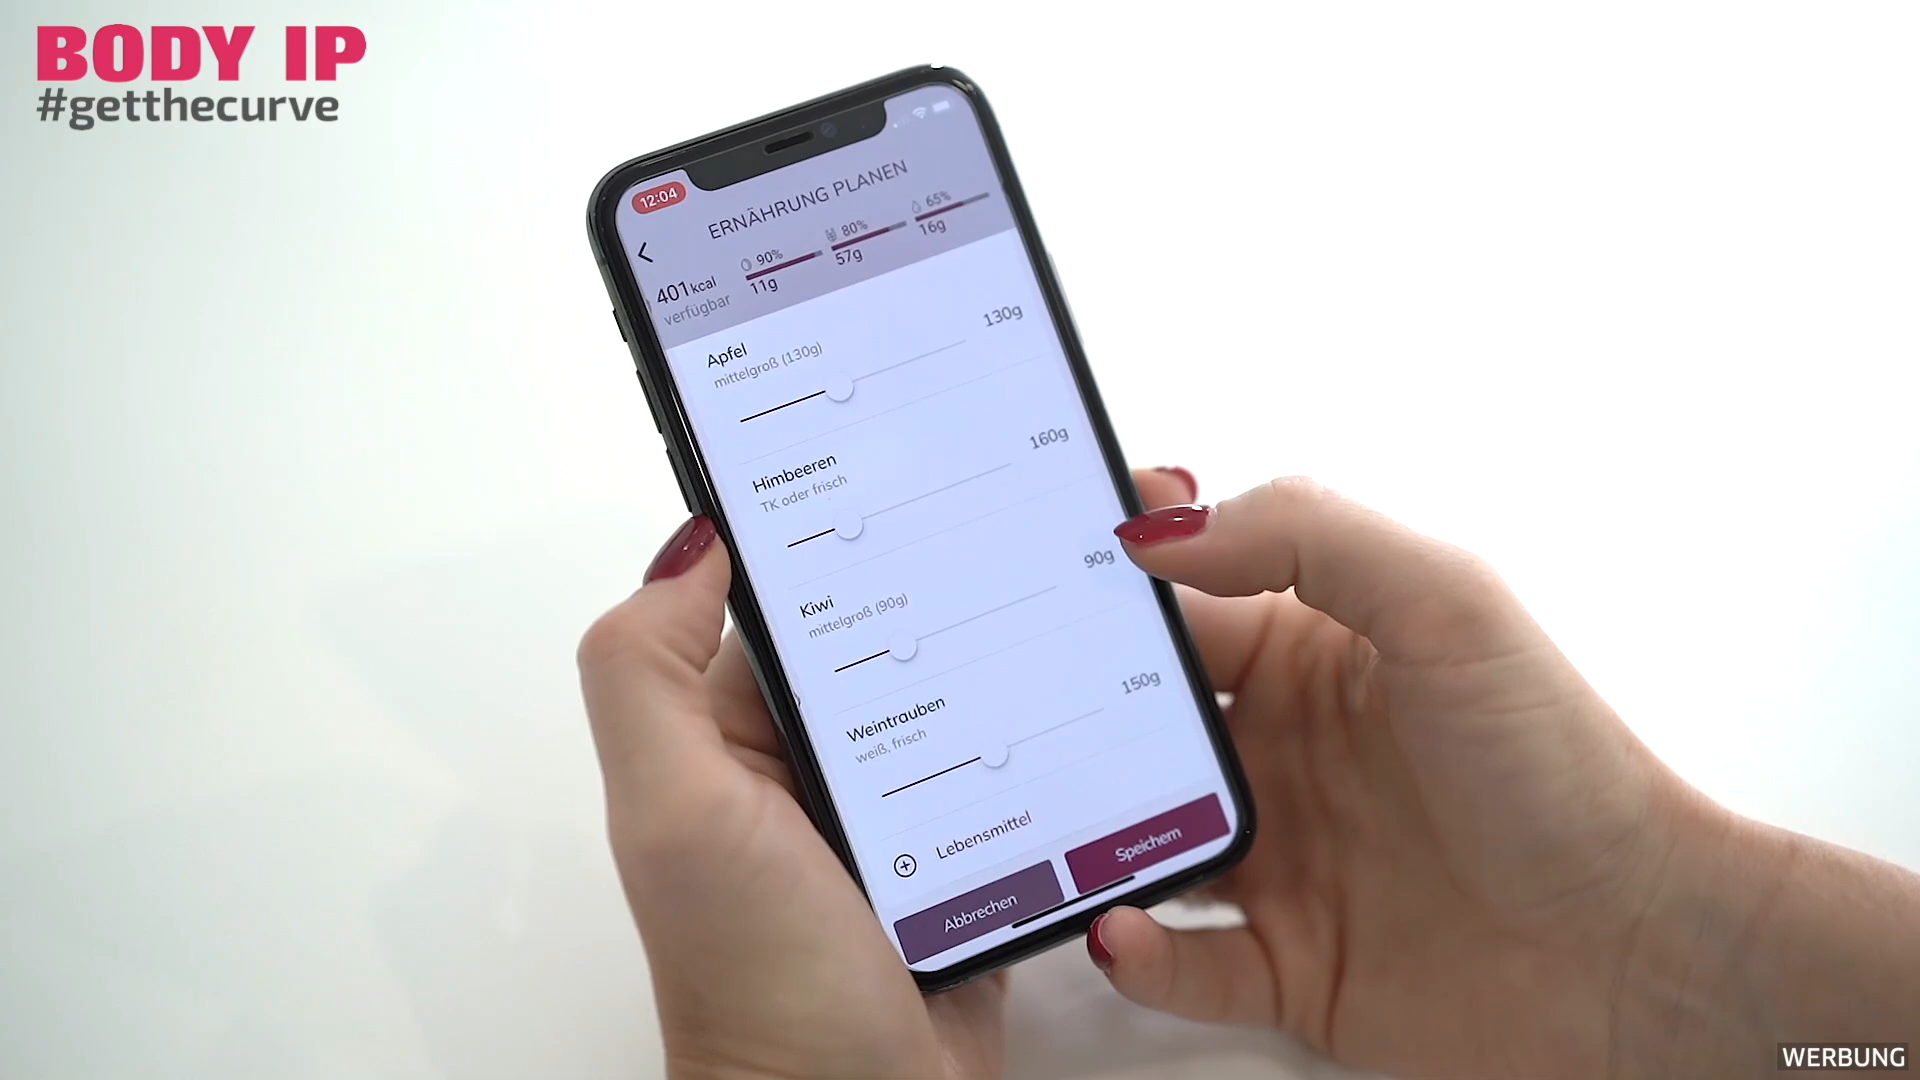 BODY IP
#getthecurve
12:04
ERNÄHRUNG PLANEN
401 kcal
verfügbar
90%
11g
80%
57g
65%
16g
Apfel
mittelgroß (130g)
130g
Himbeeren
TK oder frisch
160g
Kiwi
mittelgroß (90g)
90g
Weintrauben
weiß, frisch
150g
Lebensmittel
Abbrechen
Speichern
WERBUNG